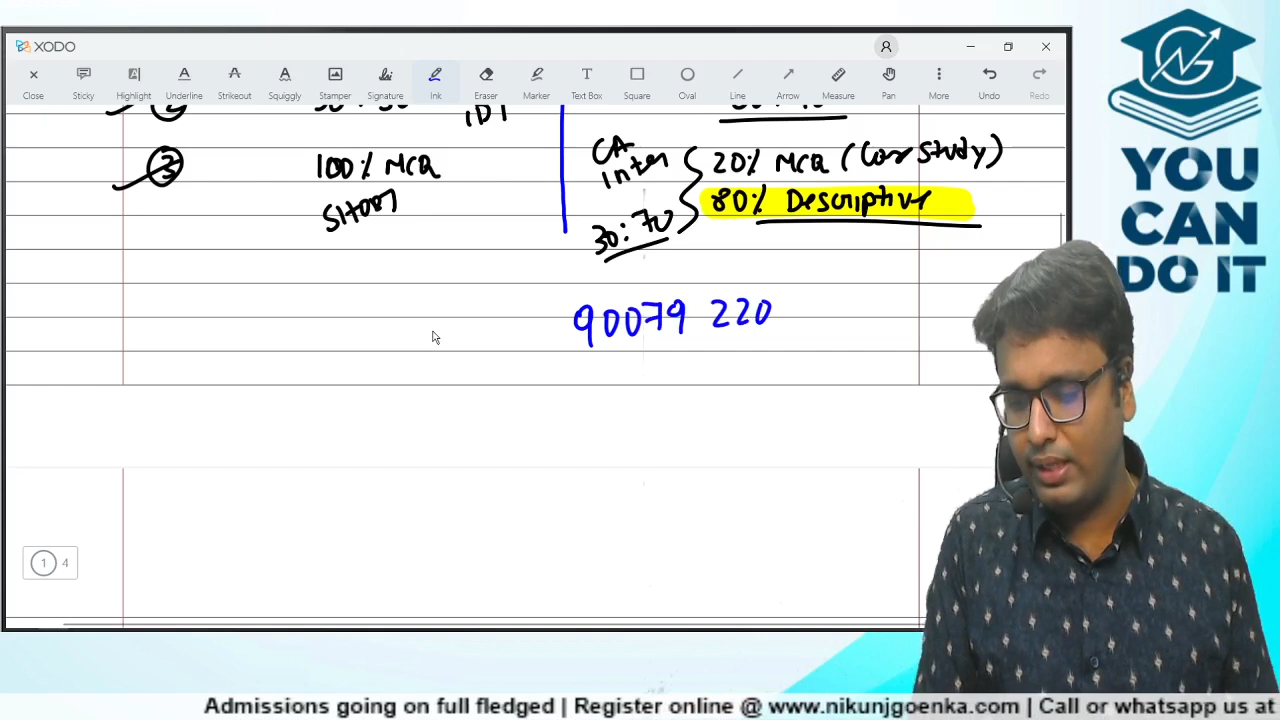 XODO
Close Sticky Highlight Underline Strikeout Squiggly Stamper Signature Ink Eraser Marker Text Box Square Oval Line Arrow Measure Pan More Undo Redo
3 100% MCQ
CA Inter
20% MCQ (Case Study)
80% Descriptive
30:70
90079 220
1 4
YOU
CAN
DO IT
Admissions going on full fledged | Register online @ www.nikunjgoenka.com | Call or whatsapp us at